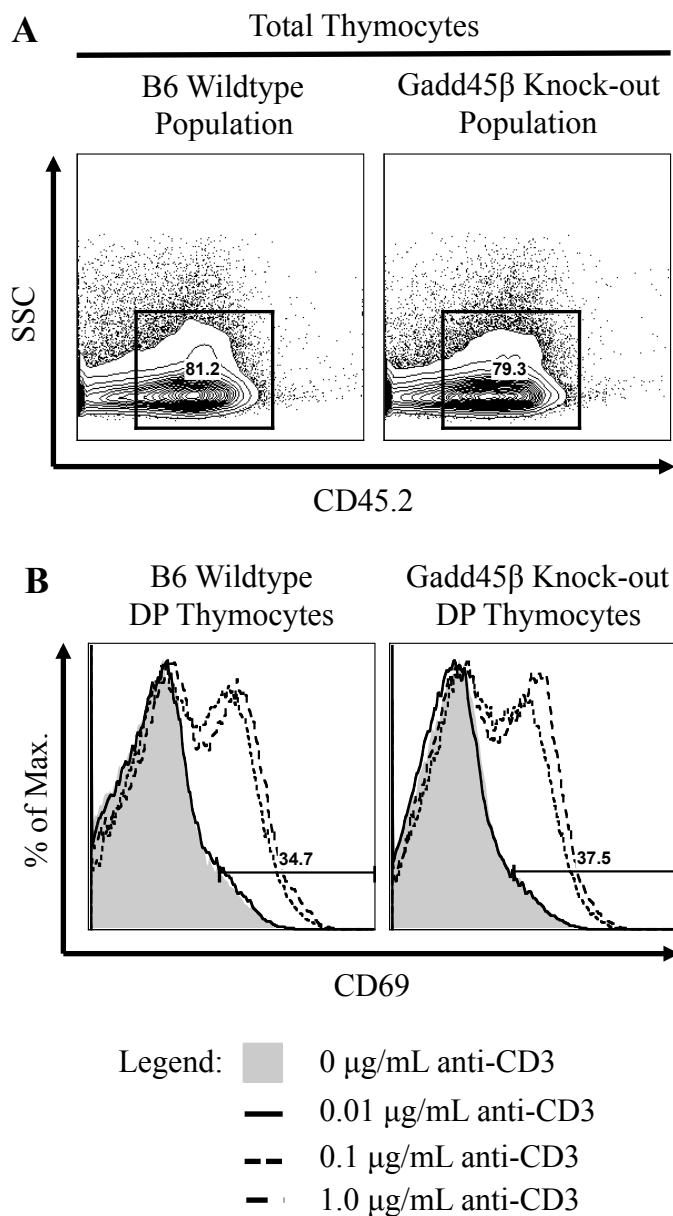 A
Total Thymocytes
B6 Wildtype
Population
Gadd45β Knock-out
Population
SSC
81.2
79.3
CD45.2
B
B6 Wildtype
DP Thymocytes
Gadd45β Knock-out
DP Thymocytes
% of Max.
34.7
37.5
CD69
Legend:
0 μg/mL anti-CD3
0.01 μg/mL anti-CD3
0.1 μg/mL anti-CD3
1.0 μg/mL anti-CD3